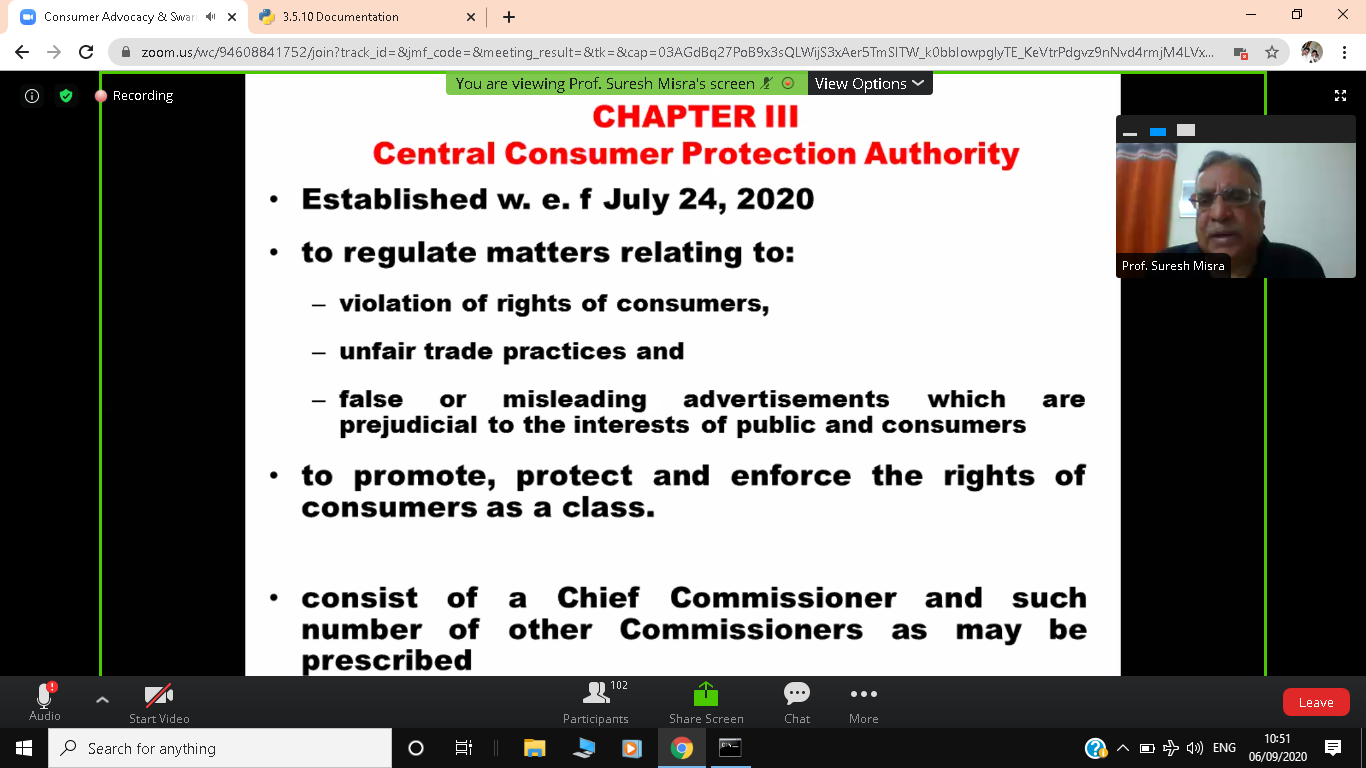 Consumer Advocacy & Swar
3.5.10 Documentation
zoom.us/wc/94608841752/join?track_id=&jmf_code=&meeting_result=&tk=&cap=
You are viewing Prof. Suresh Misra's screen
View Options
Recording
CHAPTER III
Central Consumer Protection Authority
• Established w. e. f July 24, 2020
• to regulate matters relating to:
– violation of rights of consumers,
– unfair trade practices and
– false or misleading advertisements which are
prejudicial to the interests of public and consumers
• to promote, protect and enforce the rights of
consumers as a class.
• consist of a Chief Commissioner and such
number of other Commissioners as may be
prescribed
Prof. Suresh Misra
Audio
Start Video
Participants
102
Share Screen
Chat
More
Leave
Search for anything
ENG
10:51
06/09/2020